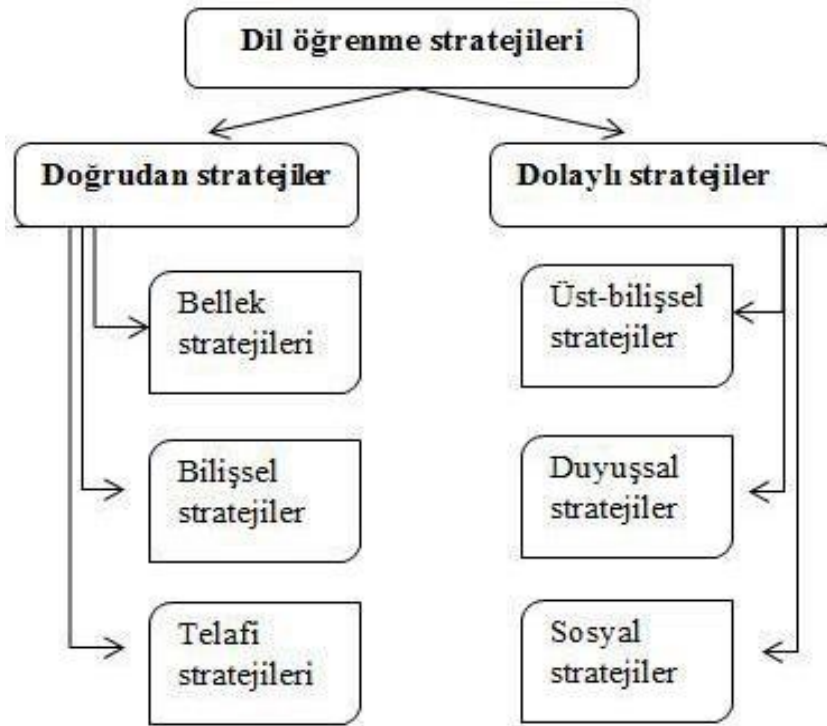 Dil öğrenme stratejileri
Doğrudan stratejiler
Dolaylı stratejiler
Bellek
stratejileri
Bilişsel
stratejiler
Telafi
stratejileri
Üst-bilişsel
stratejiler
Duyuşsal
stratejiler
Sosyal
stratejiler